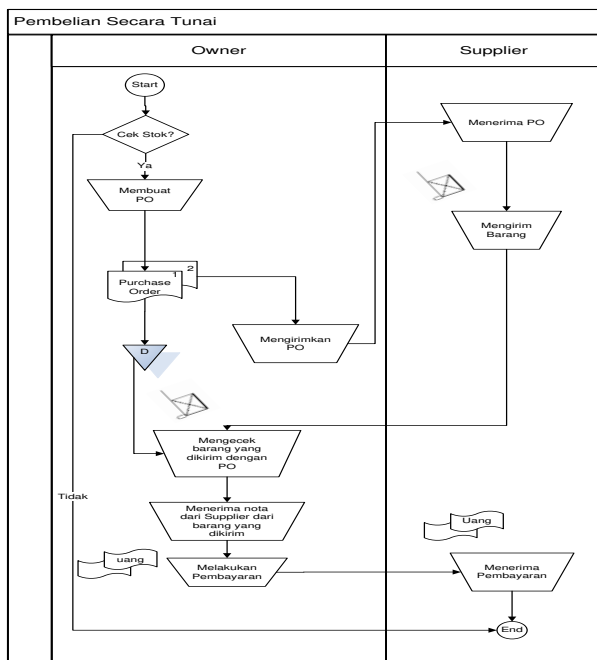 Pembelian Secara Tunai
Owner
Supplier
Start
Cek Stok?
Ya
Membuat
PO
Menerima PO
Mengirim
Barang
1
2
Purchase
Order
Mengirimkan
PO
D
Mengecek
barang yang
dikirim dengan
PO
Tidak
Menerima nota
dari Supplier dari
barang yang
dikirim
uang
Melakukan
Pembayaran
Uang
Menerima
Pembayaran
End